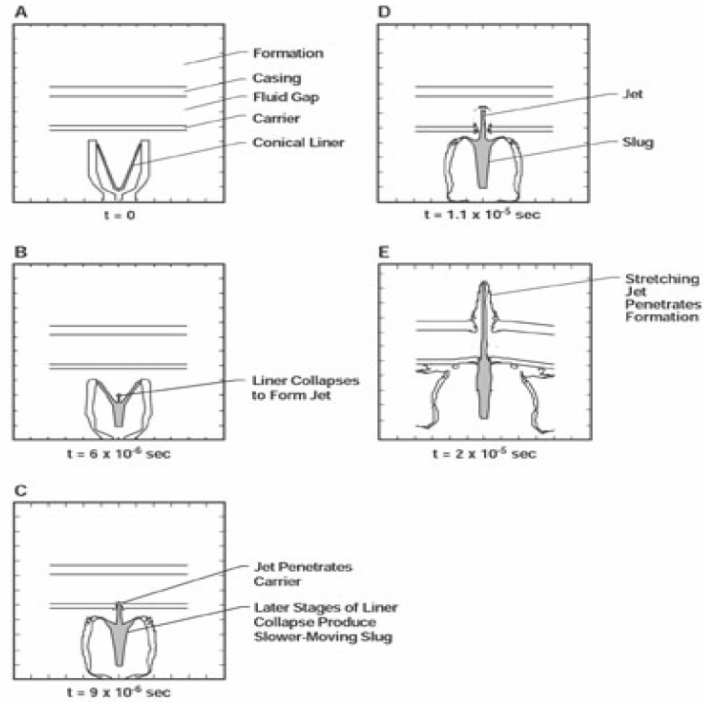 A
Formation
Casing
Fluid Gap
Carrier
Conical Liner
t = 0
B
Liner Collapses
to Form Jet
t = 6 x 10⁻⁶ sec
C
Jet Penetrates
Carrier
Later Stages of Liner
Collapse Produce
Slower-Moving Slug
t = 9 x 10⁻⁶ sec
D
Jet
Slug
t = 1.1 x 10⁻⁵ sec
E
Stretching
Jet
Penetrates
Formation
t = 2 x 10⁻⁵ sec